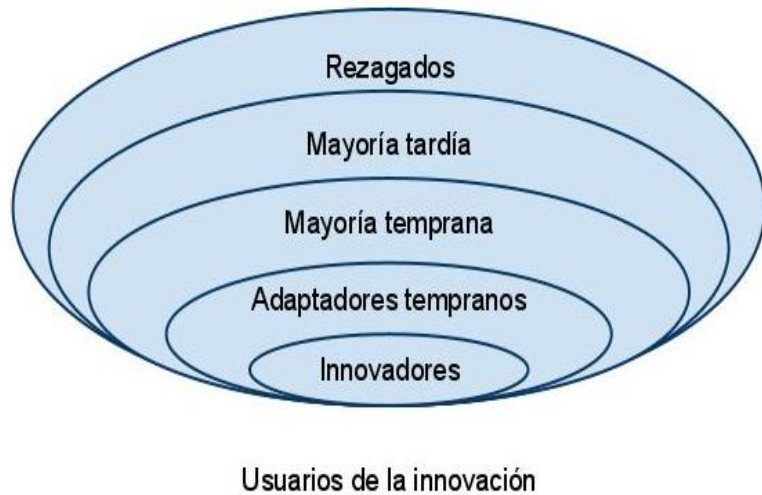 Rezagados
Mayoría tardía
Mayoría temprana
Adaptadores tempranos
Innovadores
Usuarios de la innovación